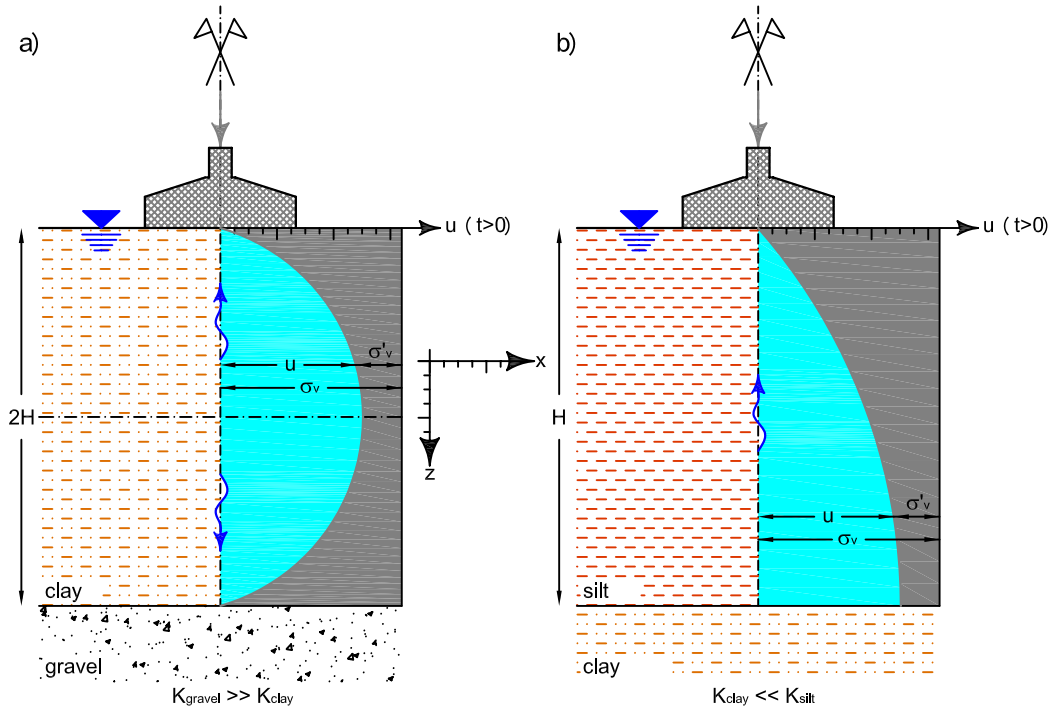 a)
u ( t>0)
u
σ'v
σv
2H
x
z
clay
gravel
Kgravel >> Kclay
b)
u ( t>0)
H
u
σ'v
σv
silt
clay
Kclay << Ksilt